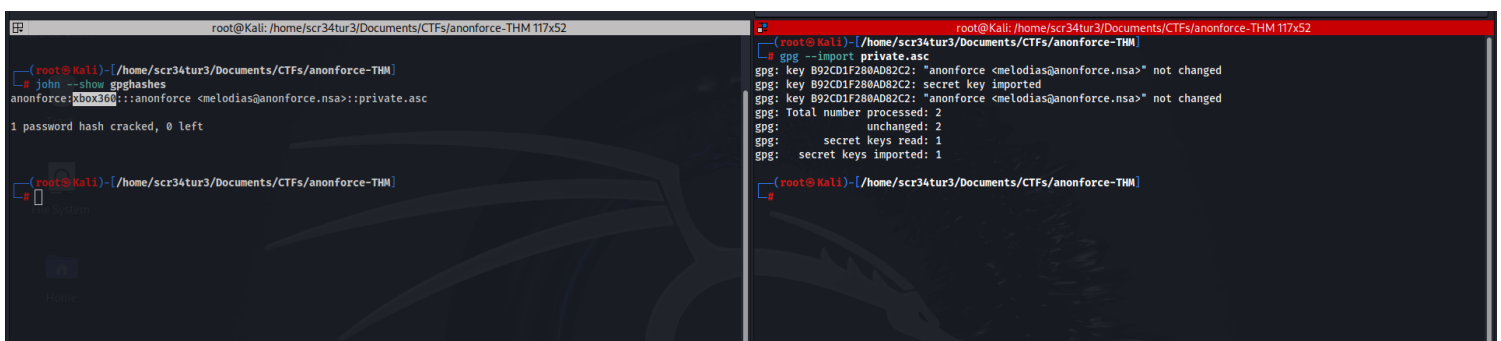 root@Kali: /home/scr34tur3/Documents/CTFs/anonforce-THM 117x52
┌──(root㉿Kali)-[/home/scr34tur3/Documents/CTFs/anonforce-THM]
└─# john --show gpghashes
anonforce:xbox360:::anonforce <melodias@anonforce.nsa>::private.asc
1 password hash cracked, 0 left
┌──(root㉿Kali)-[/home/scr34tur3/Documents/CTFs/anonforce-THM]
└─#
File System
Home
root@Kali: /home/scr34tur3/Documents/CTFs/anonforce-THM 117x52
┌──(root㉿Kali)-[/home/scr34tur3/Documents/CTFs/anonforce-THM]
└─# gpg --import private.asc
gpg: key B92CD1F280AD82C2: "anonforce <melodias@anonforce.nsa>" not changed
gpg: key B92CD1F280AD82C2: secret key imported
gpg: key B92CD1F280AD82C2: "anonforce <melodias@anonforce.nsa>" not changed
gpg: Total number processed: 2
gpg:              unchanged: 2
gpg:       secret keys read: 1
gpg:   secret keys imported: 1
┌──(root㉿Kali)-[/home/scr34tur3/Documents/CTFs/anonforce-THM]
└─#